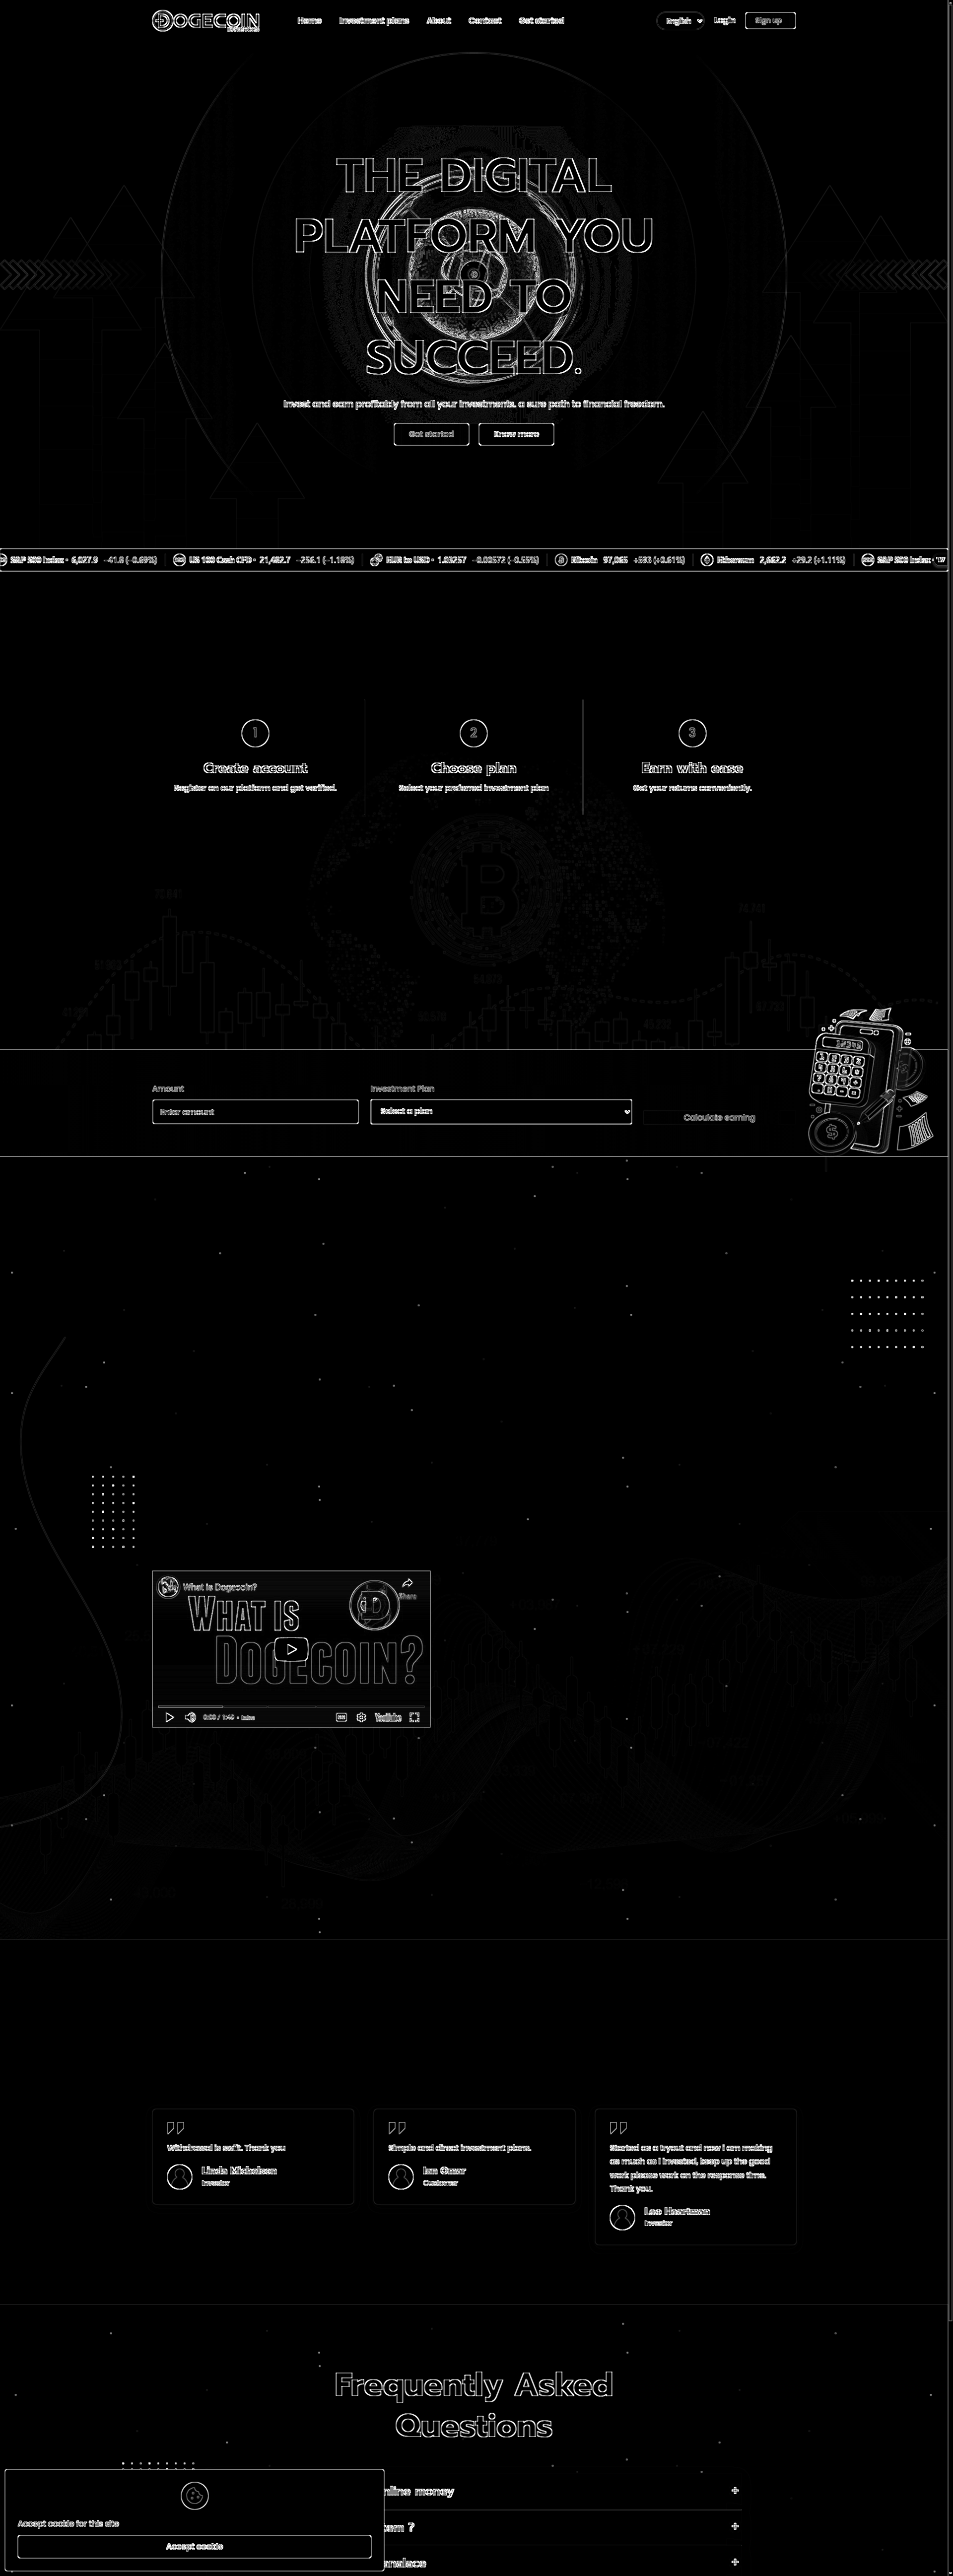 DOGECOIN
Home Investment plans About Contact Get started
English Login Sign up
THE DIGITAL
PLATFORM YOU
NEED TO
SUCCEED.
Invest and earn profitably from all your investments. a sure path to financial freedom.
Get started Know more
S&P 500 Index 6,027.9 −41.8 (−0.69%) US 100 Cash CFD 21,482.7 −256.1 (−1.18%) EUR to USD 1.03257 −0.00572 (−0.55%) Bitcoin 97,065 +593 (+0.61%) Ethereum 2,662.2 +29.2 (+1.11%) S&P 500 Index
1 2 3
Create account Choose plan Earn with ease
Register on our platform and get verified. Select your preferred investment plan Get your returns conveniently.
Amount Investment Plan
Enter amount Select a plan Calculate earning
What is Dogecoin?
Share
WHAT IS
DOGECOIN?
0:00 / 1:49 • Intro YouTube
Withdrawal is swift. Thank you
Linda Mickelson
Investor
Simple and direct investment plans.
Ian Omar
Customer
Started as a tryout and now i am making
as much as i invested, keep up the good
work please work on the response time.
Thank you.
Leo Heartman
Investor
Frequently Asked
Questions
nline money
earn ?
Accept cookie for this site
Accept cookie